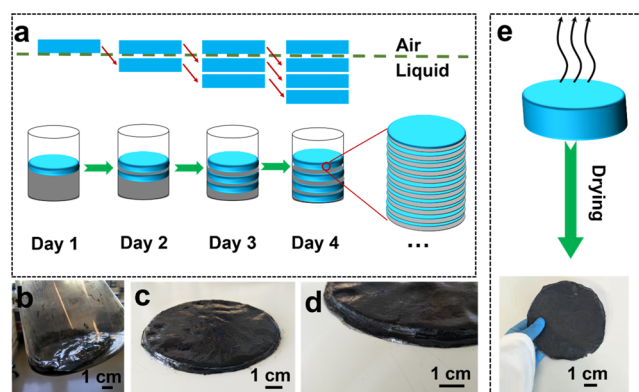 a
Air
Liquid
Day 1
Day 2
Day 3
Day 4
...
b
1 cm
c
1 cm
d
1 cm
e
Drying
1 cm